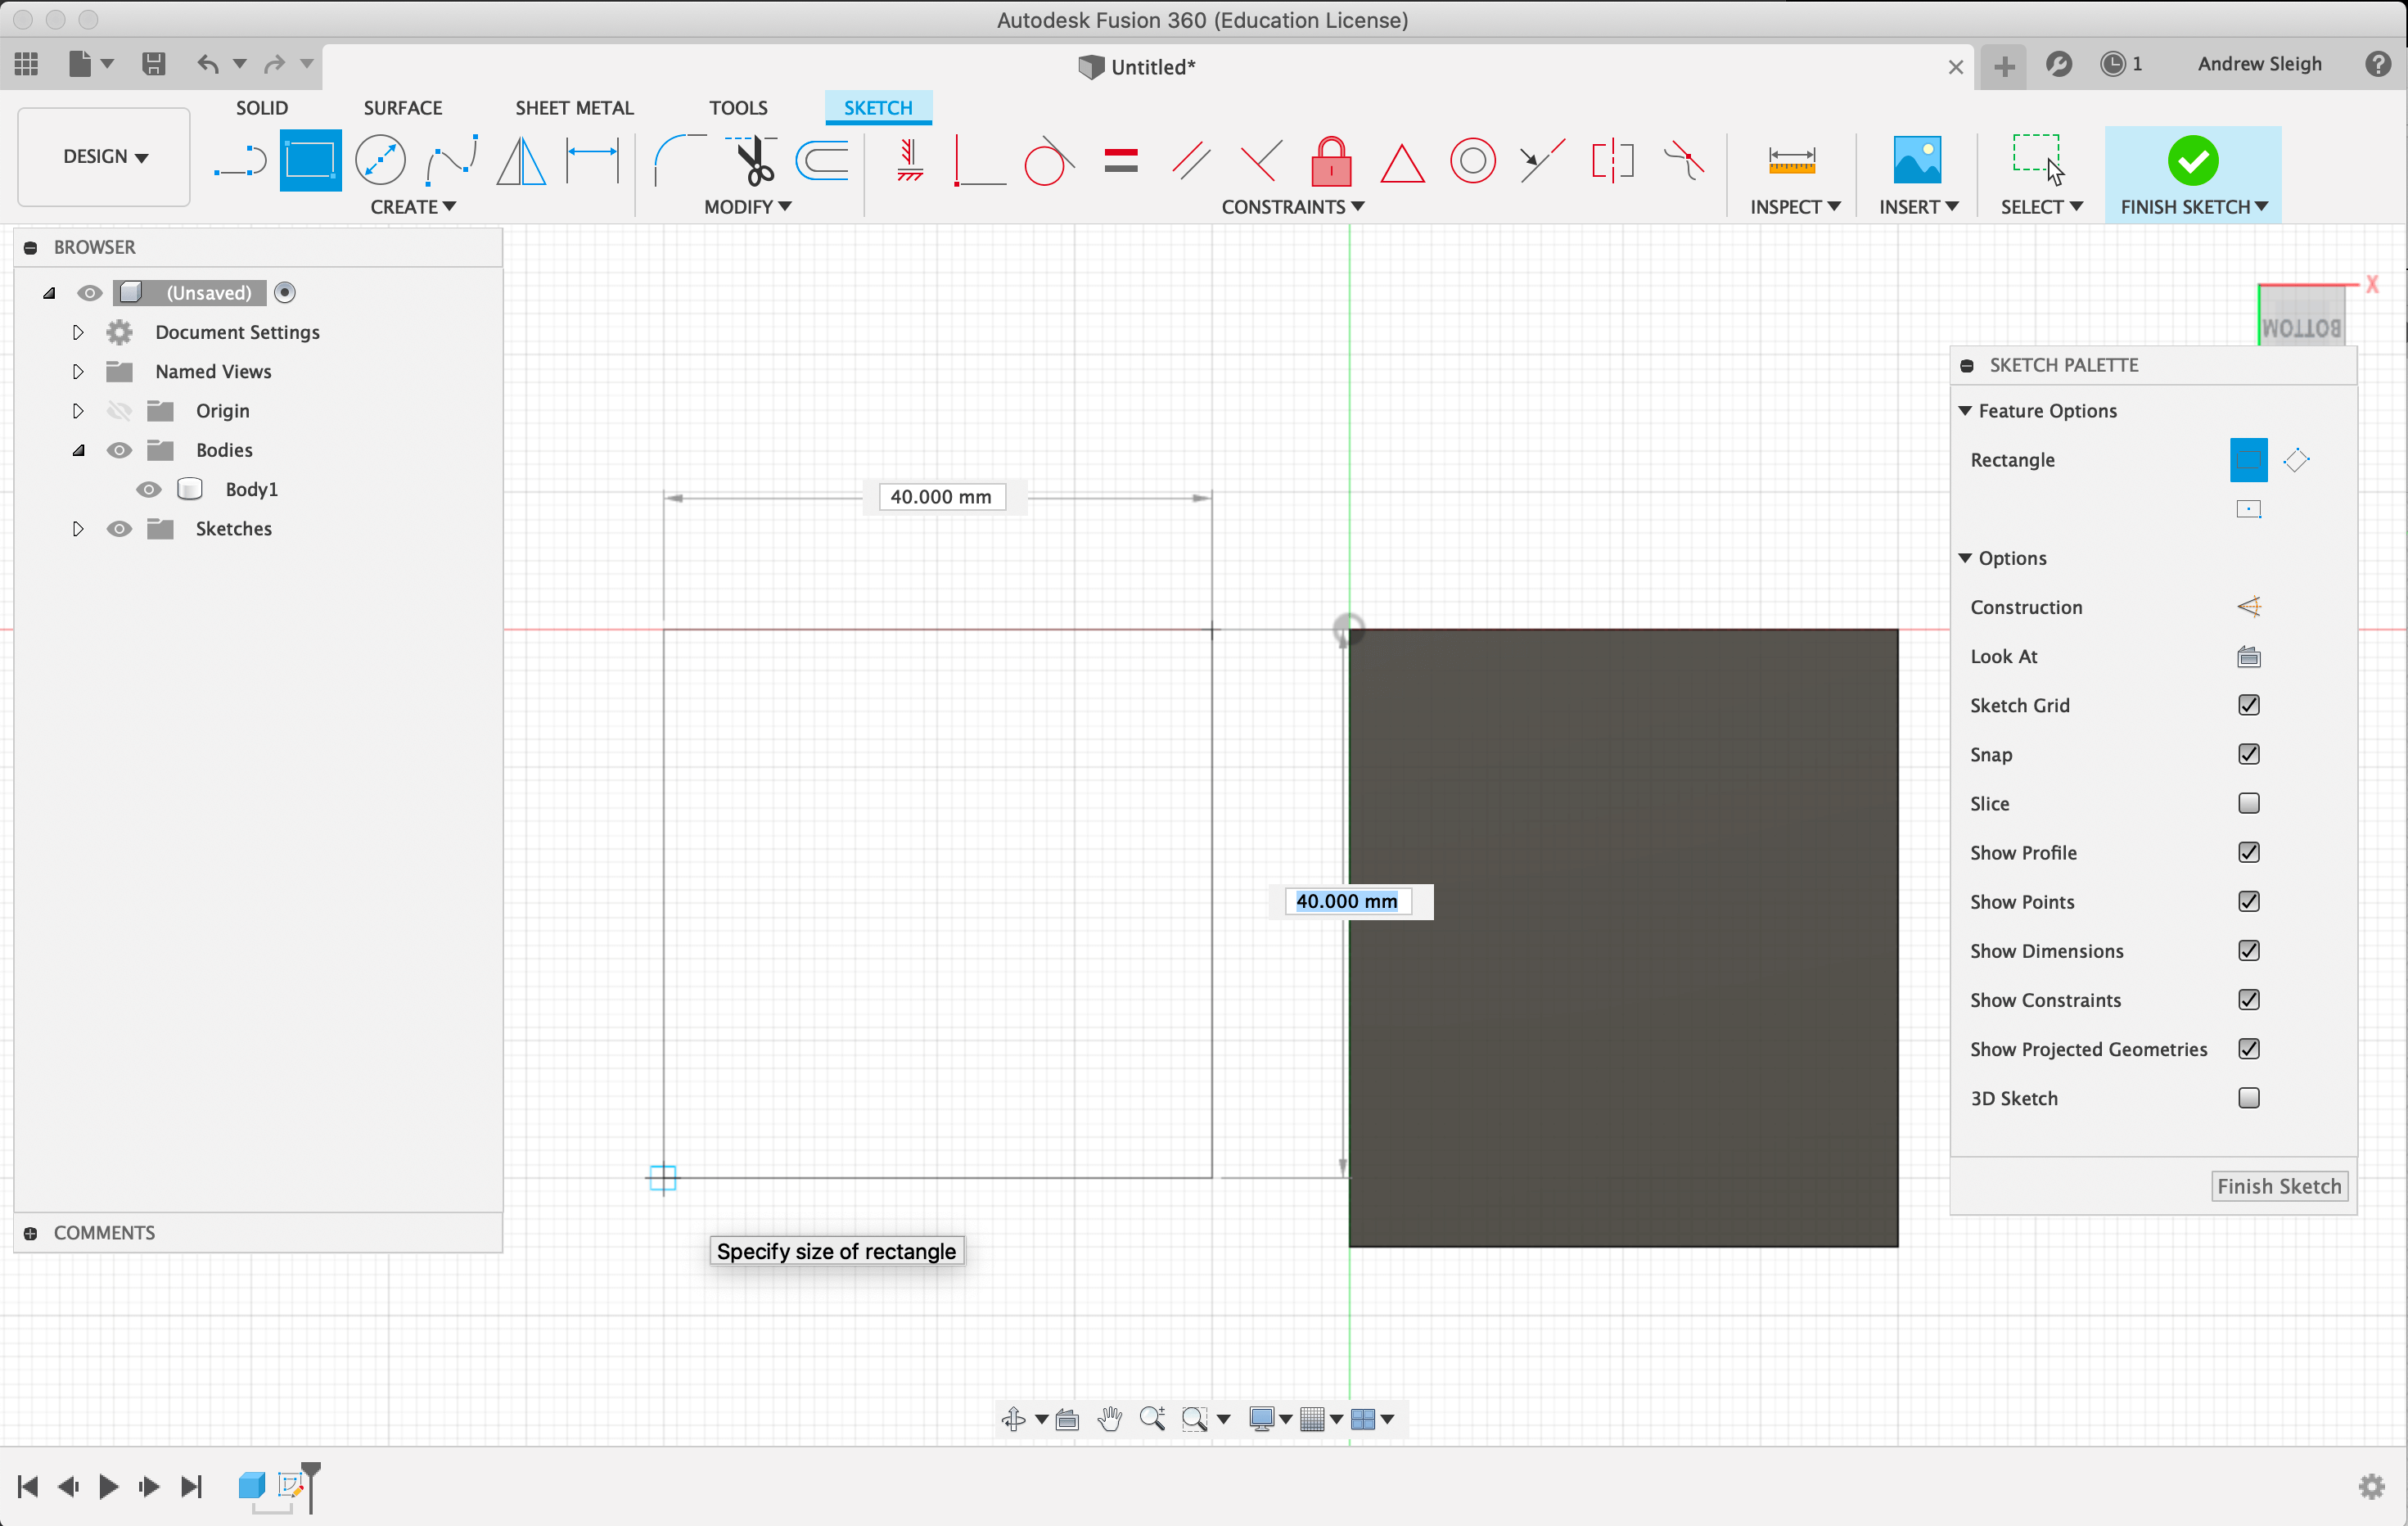 Autodesk Fusion 360 (Education License)
Untitled*
1
Andrew Sleigh
SOLID
SURFACE
SHEET METAL
TOOLS
SKETCH
DESIGN
CREATE
MODIFY
CONSTRAINTS
INSPECT
INSERT
SELECT
FINISH SKETCH
BROWSER
(Unsaved)
Document Settings
Named Views
Origin
Bodies
Body1
Sketches
COMMENTS
40.000 mm
40.000 mm
Specify size of rectangle
X
BOTTOM
SKETCH PALETTE
Feature Options
Rectangle
Options
Construction
Look At
Sketch Grid
Snap
Slice
Show Profile
Show Points
Show Dimensions
Show Constraints
Show Projected Geometries
3D Sketch
Finish Sketch